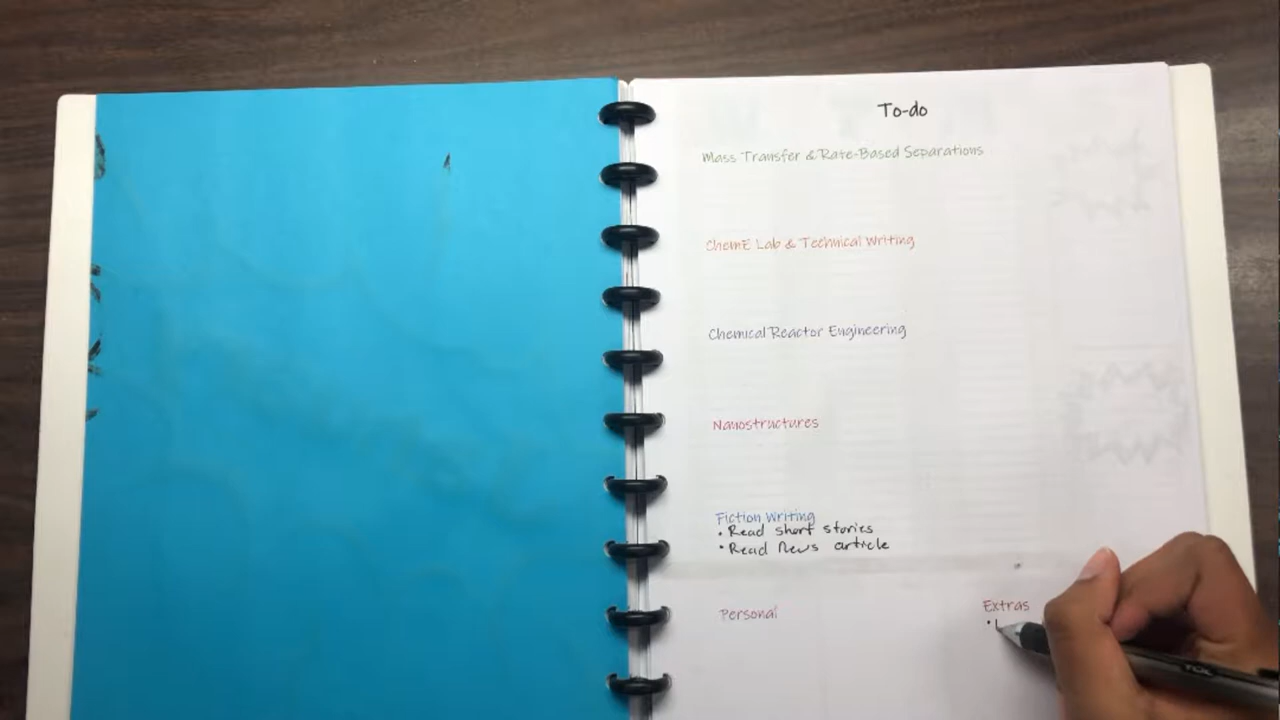 To-do
Mass Transfer & Rate-Based Separations
ChemE Lab & Technical Writing
Chemical Reactor Engineering
Nanostructures
Fiction Writing
• Read short stories
• Read News article
Personal
Extras